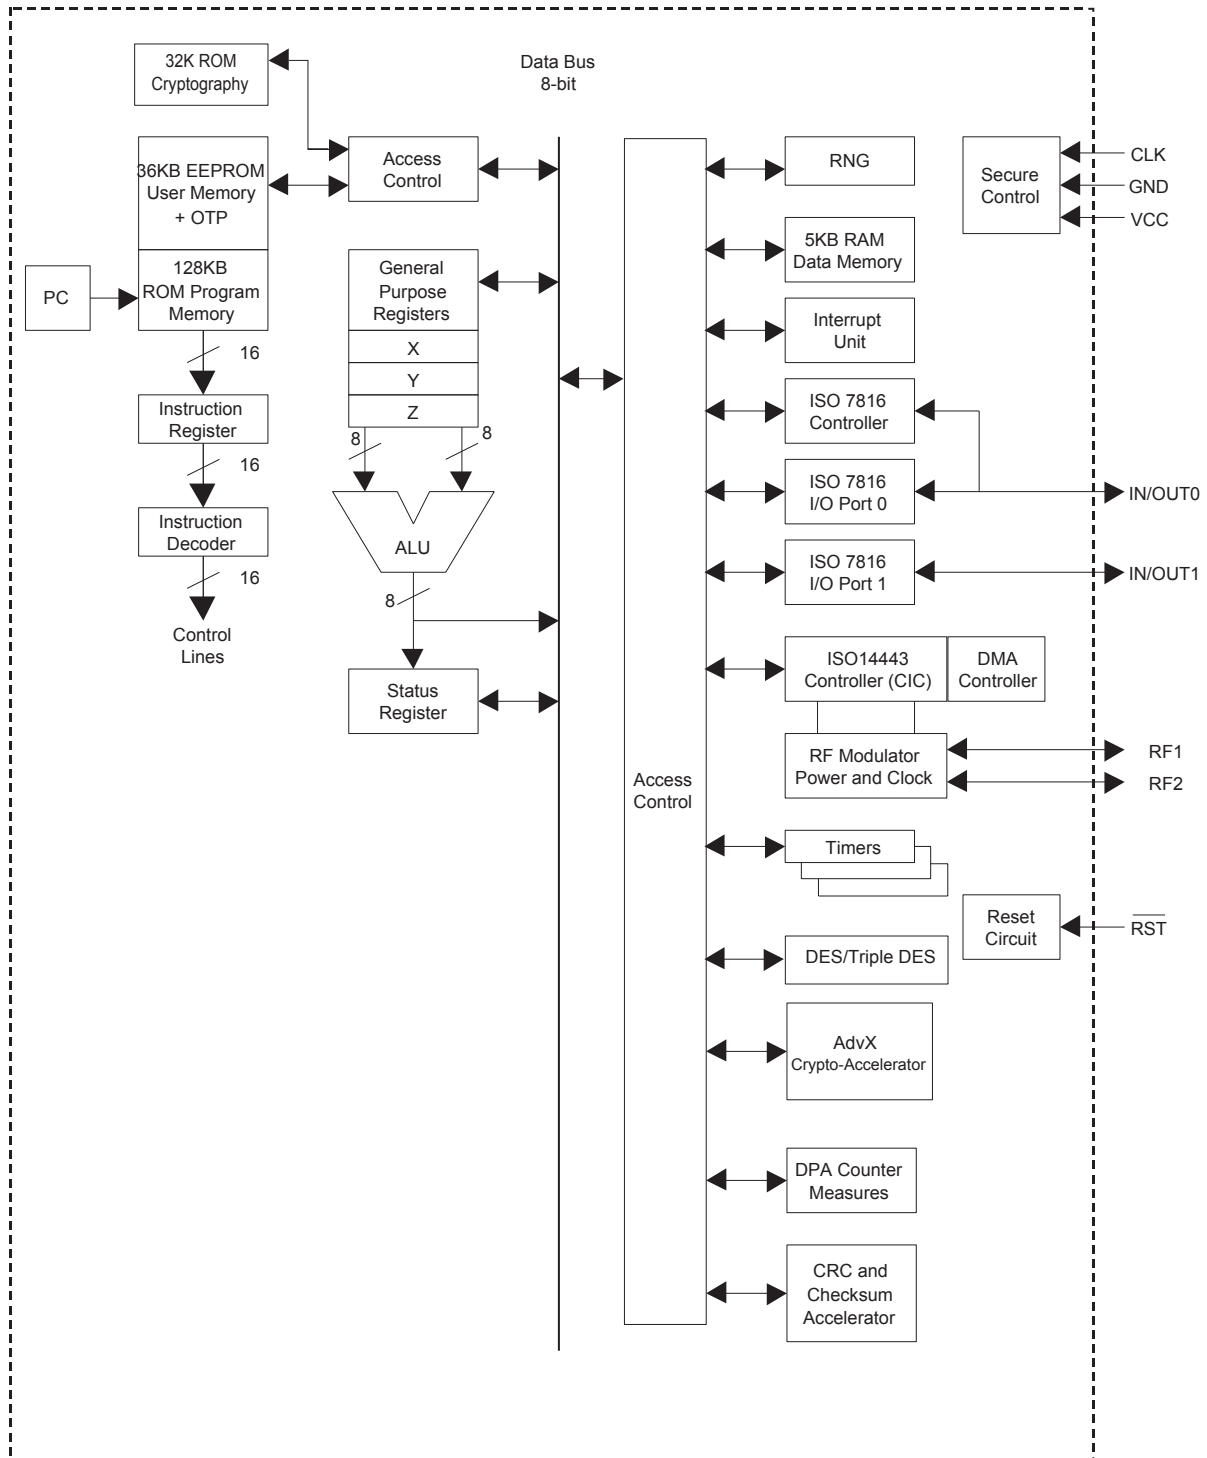 32K ROM
Cryptography
Data Bus
8-bit
36KB EEPROM
User Memory
+ OTP
Access
Control
128KB
ROM Program
Memory
PC
General
Purpose
Registers
X
Y
Z
16
Instruction
Register
16
Instruction
Decoder
16
Control
Lines
8
8
ALU
8
Status
Register
Access
Control
RNG
5KB RAM
Data Memory
Interrupt
Unit
ISO 7816
Controller
ISO 7816
I/O Port 0
ISO 7816
I/O Port 1
ISO14443
Controller (CIC)
DMA
Controller
RF Modulator
Power and Clock
Timers
DES/Triple DES
AdvX
Crypto-Accelerator
DPA Counter
Measures
CRC and
Checksum
Accelerator
Secure
Control
CLK
GND
VCC
IN/OUT0
IN/OUT1
RF1
RF2
Reset
Circuit
RST